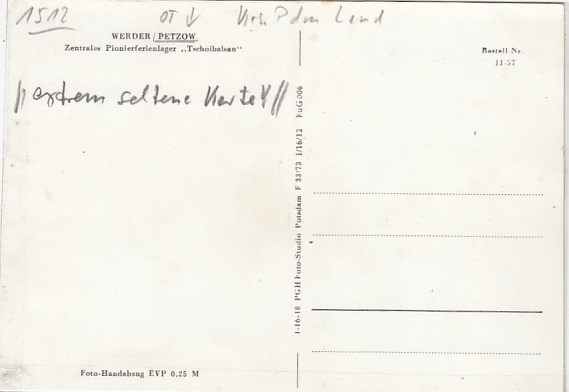 1512 OT ↓ Krs. Pdm Land
WERDER/PETZOW
Zentrales Pionierferienlager „Tschoibalsan"
Bestell-Nr.
11-57
// extrem seltene Karte! //
1-16-18 PGH Foto-Studio Potsdam F 33/73 1/16/12 FuG 006
Foto-Handabzug EVP 0,25 M